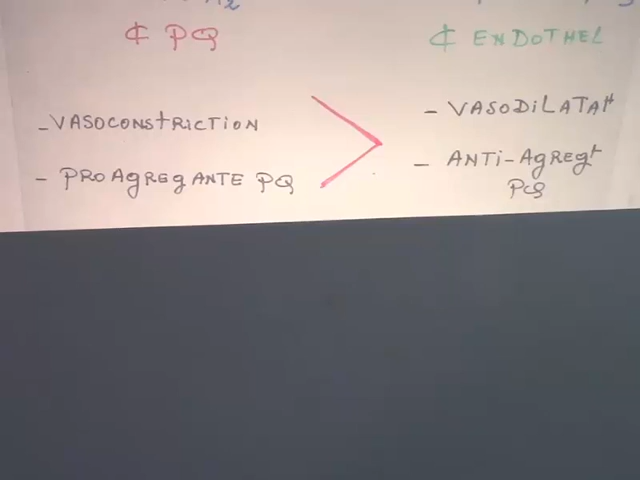 ¢ PQ
¢ ENDOTHEL
- VASOCONSTRICTION
- PROAGREGANTE PQ
>
- VASODILATAT
- ANTI-AGREGT
PQ